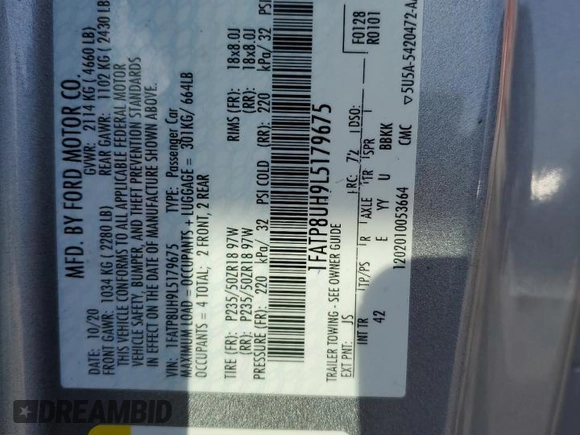 MFD. BY FORD MOTOR CO.
10/20 GVWR: 2114 KG ( 4660 LB)
FRONT GAWR: 1034 KG ( 2280 LB) REAR GAWR: 1102 KG ( 2430 LB)
THIS VEHICLE CONFORMS TO ALL APPLICABLE FEDERAL MOTOR
VEHICLE SAFETY, BUMPER, AND THEFT PREVENTION STANDARDS
IN EFFECT ON THE DATE OF MANUFACTURE SHOWN ABOVE.
VIN: 1FATP8UH9L5179675 TYPE: Passenger Car
MAXIMUM LOAD = OCCUPANTS + LUGGAGE = 301KG/ 664LB
OCCUPANTS = 4 TOTAL; 2 FRONT, 2 REAR
TIRE (FR): P235/50ZR18 97W RIMS (FR): 18x8.0J
(RR): P235/50ZR18 97W (RR): 18x8.0J
(FR): 220 kPa/ 32 PSI COLD (RR): 220 kPa/ 32 PSI
1FATP8UH9L5179675
TRAILER TOWING - SEE OWNER GUIDE
F0128
R0101
EXT PNT: JS RC: 72 DSO:
INT TR TP/PS R AXLE TR SPR
42 E YY U BBKK
1202010053664 CMC ▽5U5A-5420472-A
DREAMBID